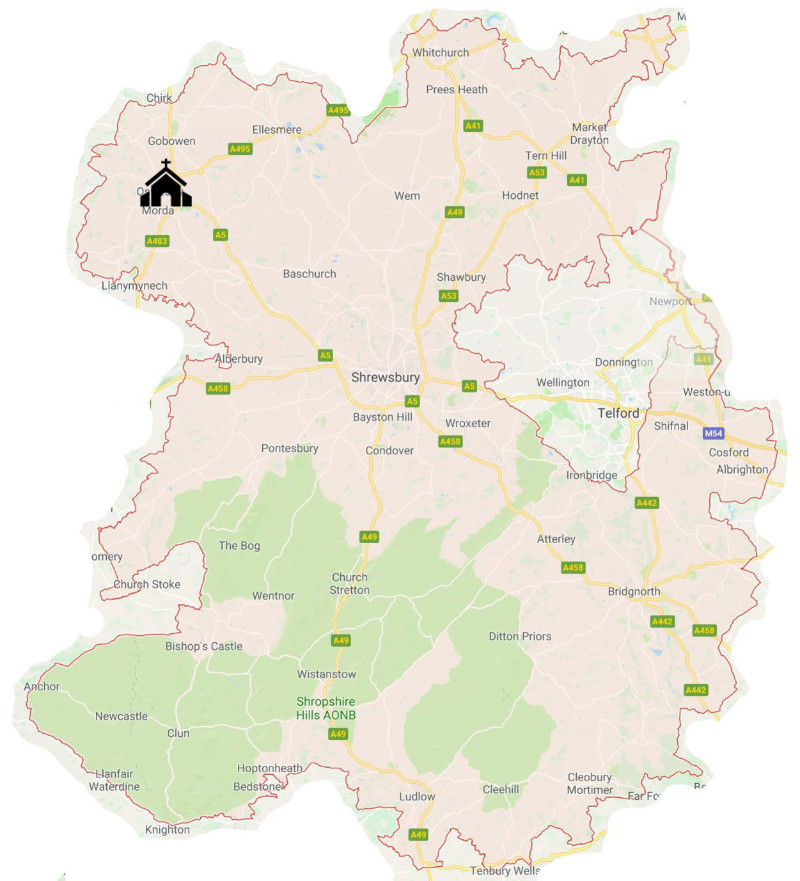 M
Whitchurch
Prees Heath
Chirk
A495
Ellesmere
A41
Market
Drayton
Gobowen
A495
Tern Hill
A53
A41
Wem
Hodnet
Morda
A49
A483
A5
Baschurch
Shawbury
Llanymynech
A53
Newport
Alberbury
A5
A41
Donnington
Shrewsbury
Wellington
A458
A5
Weston-u
A5
Telford
Bayston Hill
Wroxeter
Shifnal
M54
A458
Pontesbury
Condover
Cosford
Albrighton
Ironbridge
A442
A49
Atterley
The Bog
omery
A458
Church Stoke
Church
Stretton
Wentnor
Bridgnorth
A442
A458
Ditton Priors
A49
Bishop's Castle
Wistanstow
Anchor
A442
Shropshire
Hills AONB
Newcastle
Clun
A49
Hoptonheath
Llanfair
Waterdine
Bedstone
Cleobury
Mortimer
Cleehill
Ludlow
Far Fo
Knighton
A49
Tenbury Wells